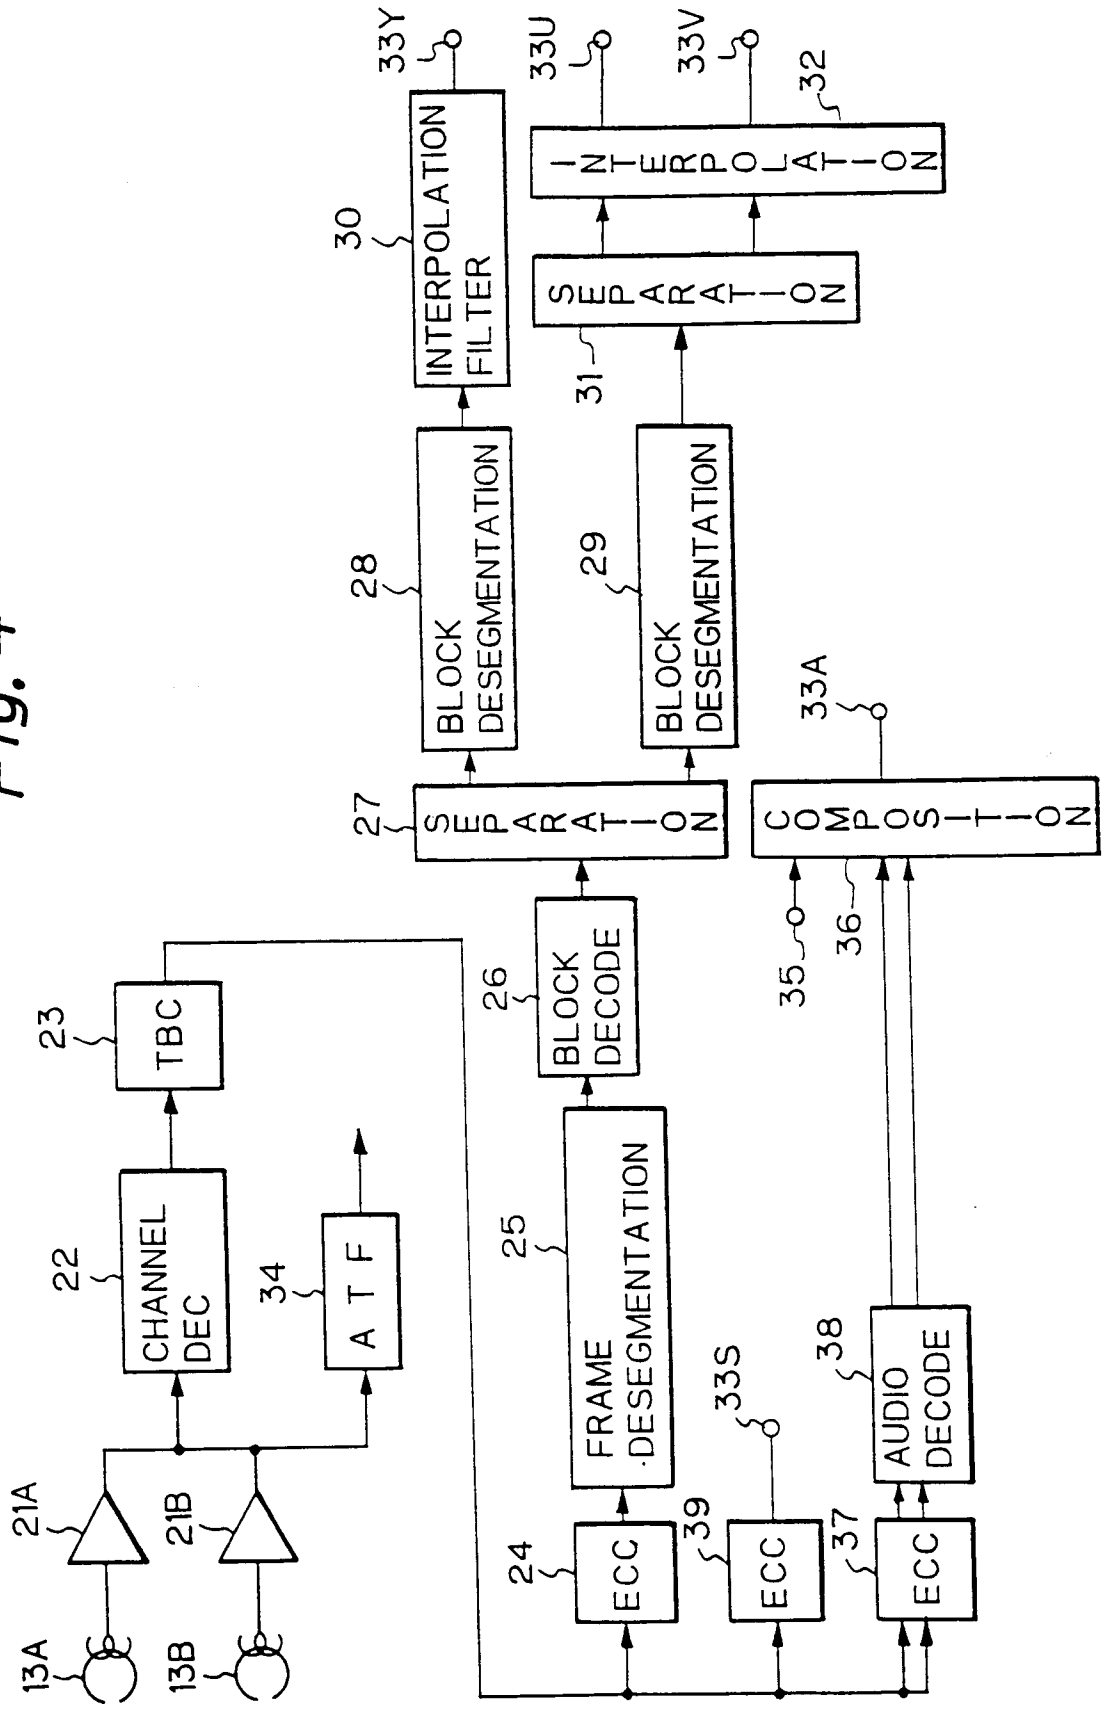 Fig. 4
13A
21A
13B
21B
22
CHANNEL
DEC
23
TBC
34
ATF
24
ECC
25
FRAME
DESEGMENTATION
26
BLOCK
DECODE
27
SEPARATION
28
BLOCK
DESEGMENTATION
30
INTERPOLATION
FILTER
33Y
29
BLOCK
DESEGMENTATION
31
SEPARATION
32
INTERPOLATION
33U
33V
39
ECC
33S
37
ECC
38
AUDIO
DECODE
35
36
COMPOSITION
33A